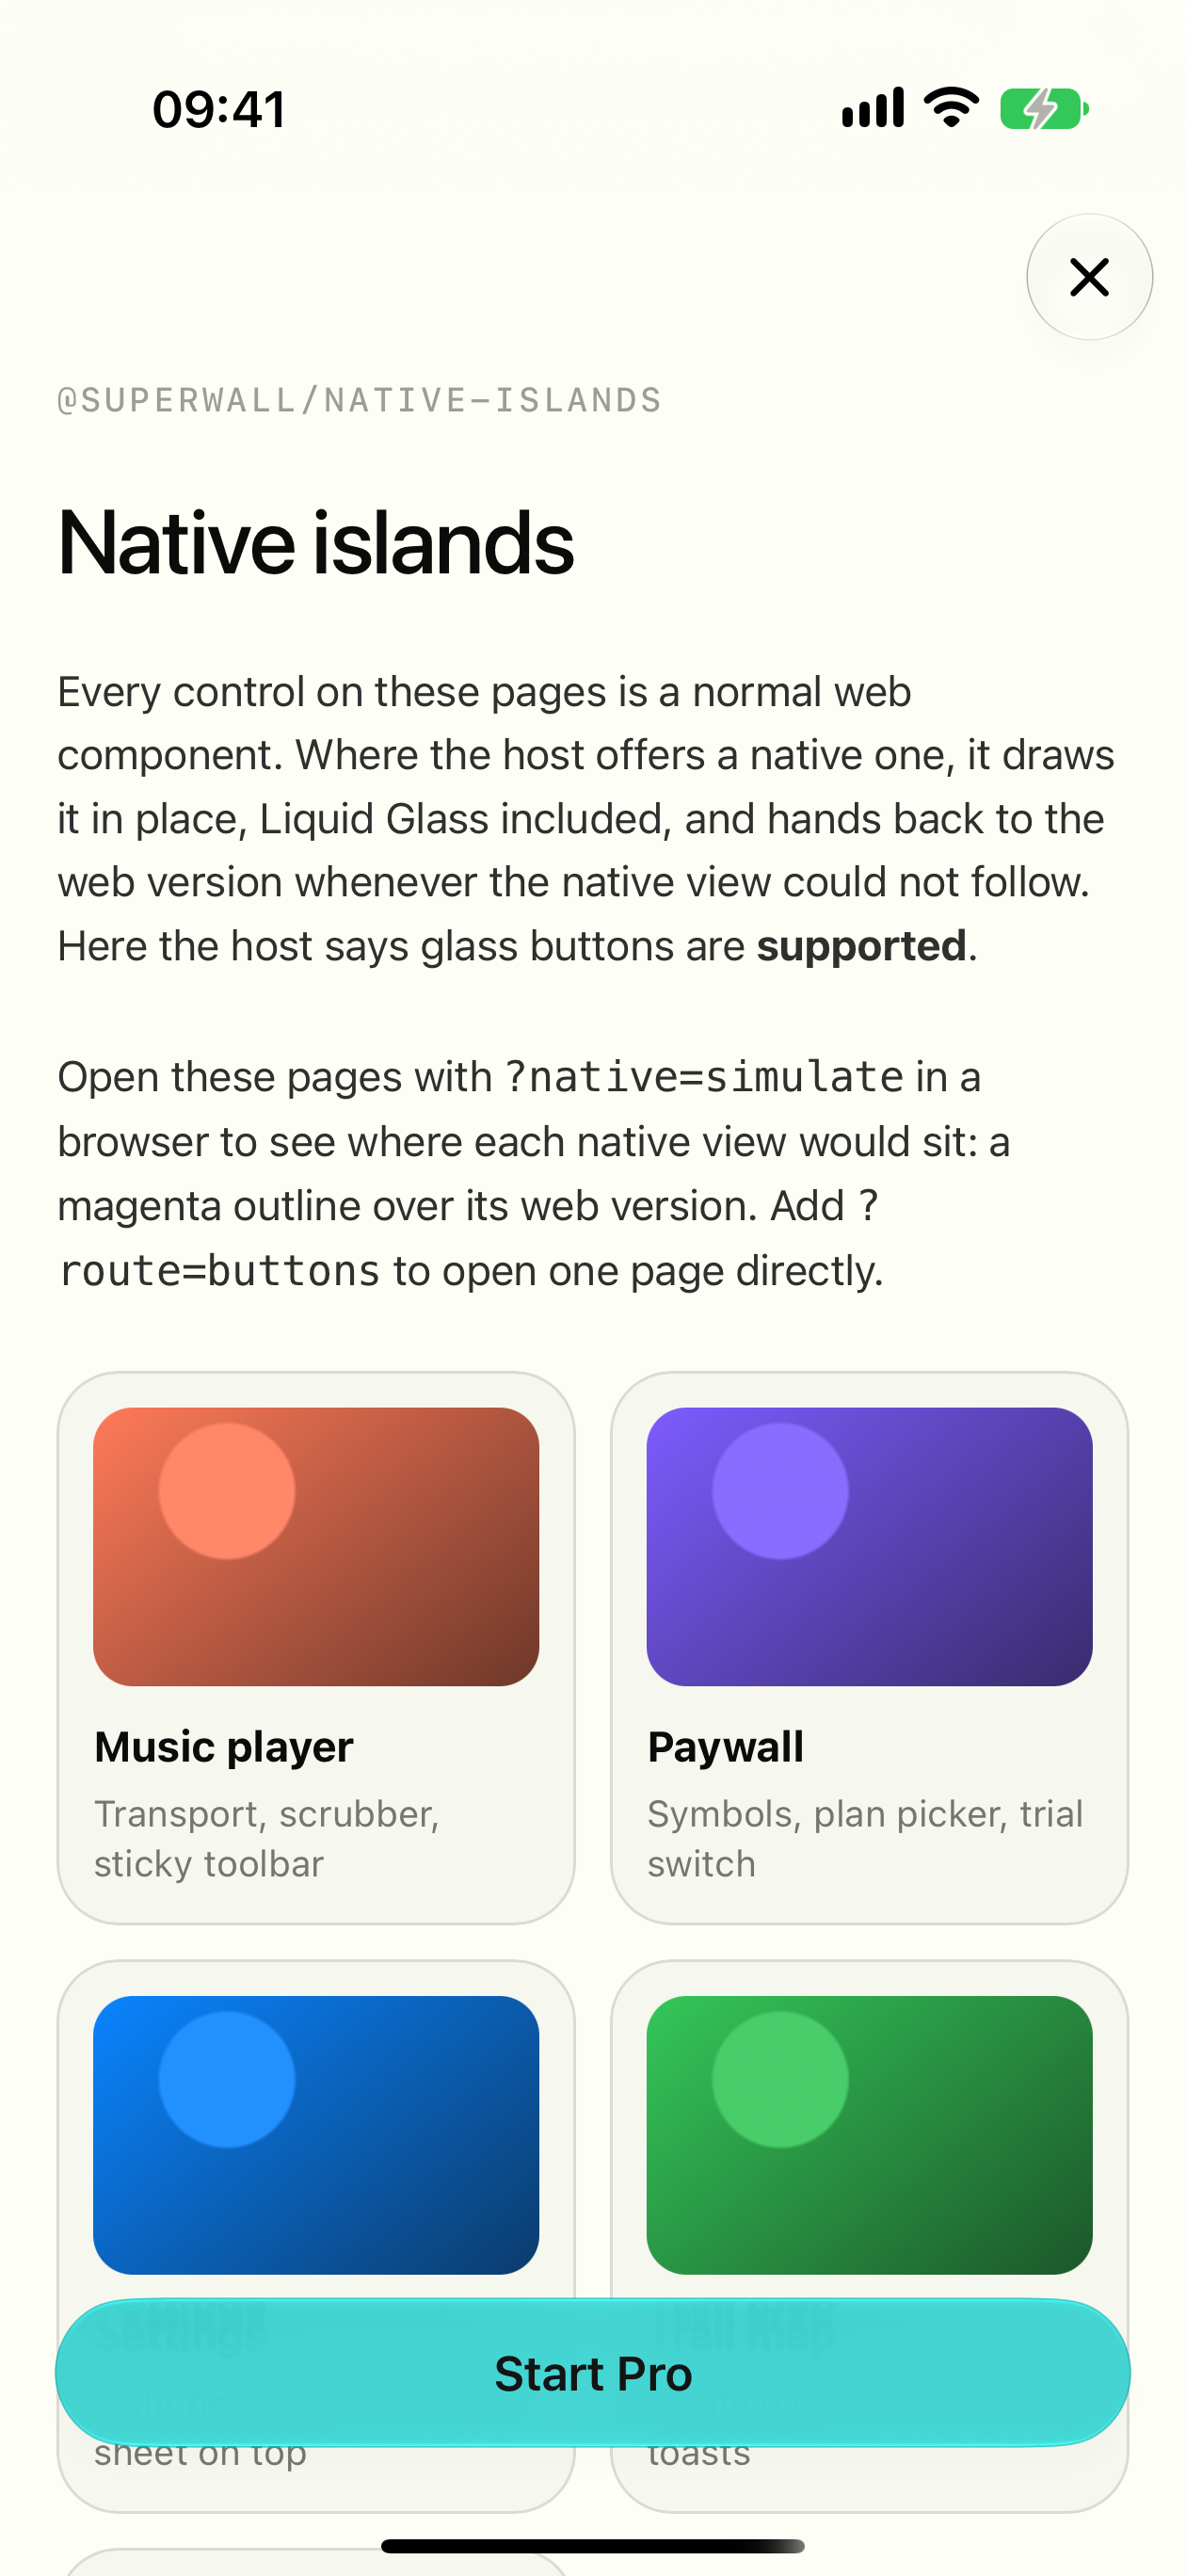 09:41
@SUPERWALL/NATIVE-ISLANDS
Native islands
Every control on these pages is a normal web
component. Where the host offers a native one, it draws
it in place, Liquid Glass included, and hands back to the
web version whenever the native view could not follow.
Here the host says glass buttons are supported.
Open these pages with ?native=simulate in a
browser to see where each native view would sit: a
magenta outline over its web version. Add ?
route=buttons to open one page directly.
Music player
Transport, scrubber,
sticky toolbar
Paywall
Symbols, plan picker, trial
switch
Settings
Switches,
sheet on top
Trail map
toasts
Start Pro